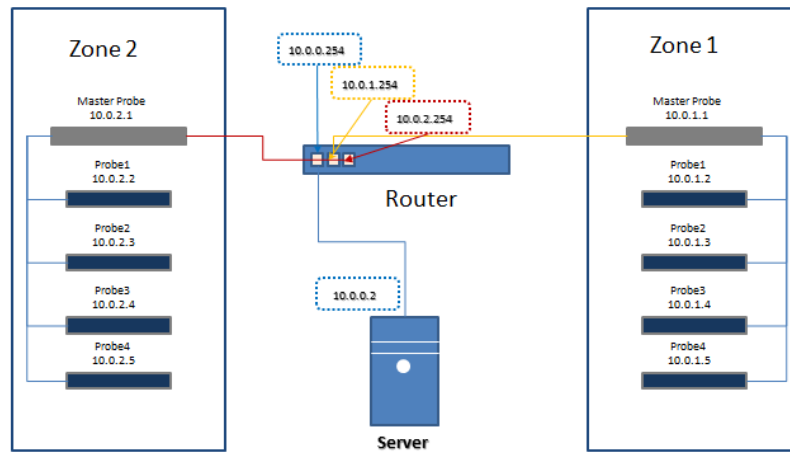 Zone 2
Master Probe
10.0.2.1
Probe1
10.0.2.2
Probe2
10.0.2.3
Probe3
10.0.2.4
Probe4
10.0.2.5
10.0.0.254
10.0.1.254
10.0.2.254
Router
10.0.0.2
Server
Zone 1
Master Probe
10.0.1.1
Probe1
10.0.1.2
Probe2
10.0.1.3
Probe3
10.0.1.4
Probe4
10.0.1.5